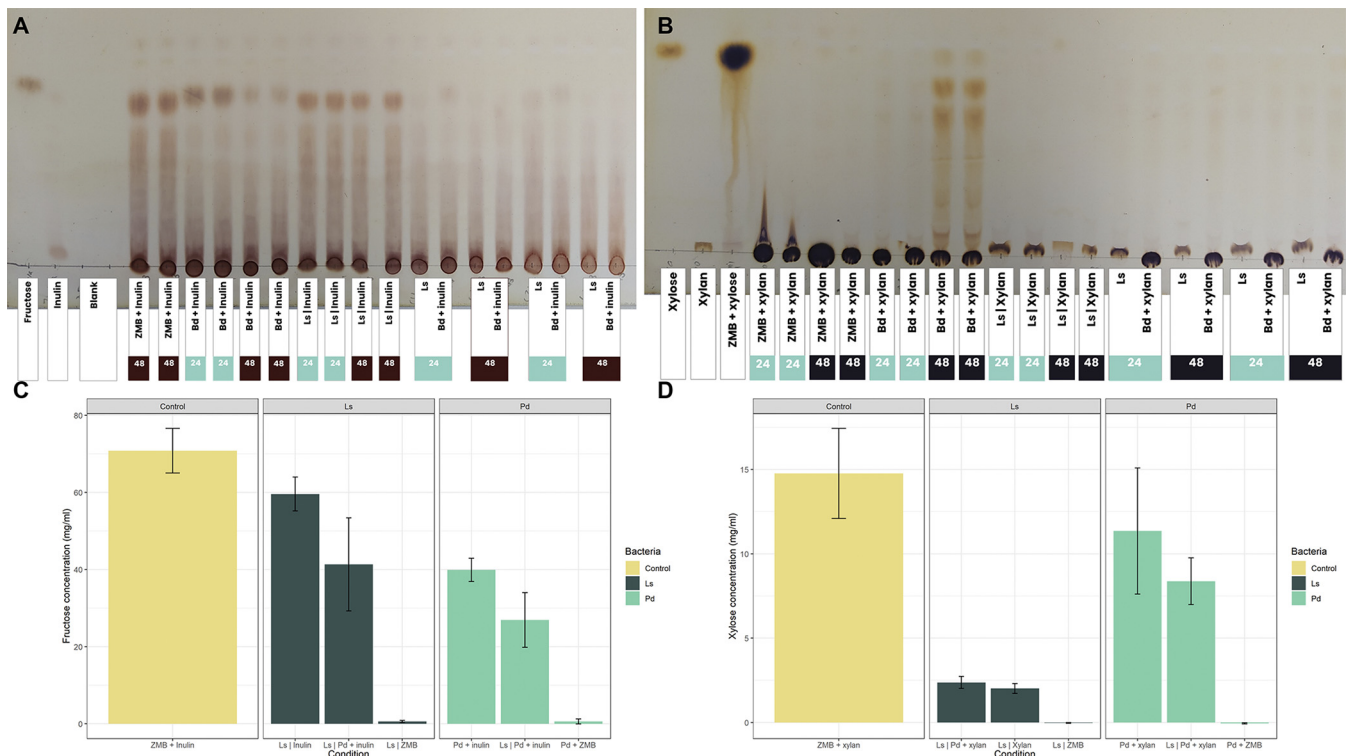 A
Fructose
Inulin
Blank
ZMB + Inulin
ZMB + Inulin
Bd + Inulin
Bd + Inulin
Bd + Inulin
Bd + Inulin
Ls | Inulin
Ls | Inulin
Ls | Inulin
Ls | Inulin
Ls
Bd + inulin
Ls
Bd + inulin
Ls
Bd + inulin
Ls
Bd + inulin
48
48
24
24
48
48
24
24
48
48
24
48
24
48
B
Xylose
Xylan
ZMB + xylose
ZMB + xylan
ZMB + xylan
ZMB + xylan
ZMB + xylan
Bd + xylan
Bd + xylan
Bd + xylan
Bd + xylan
Ls | Xylan
Ls | Xylan
Ls | Xylan
Ls | Xylan
Ls
Bd + xylan
Ls
Bd + xylan
Ls
Bd + xylan
Ls
Bd + xylan
24
24
48
48
24
24
48
48
24
24
48
48
24
48
24
48
C
Control
Ls
Pd
Fructose concentration (mg/ml)
80
60
40
20
0
ZMB + Inulin
Ls | Inulin
Ls | Pd + inulin
Ls | ZMB
Pd + inulin
Ls | Pd + inulin
Pd + ZMB
Condition
Bacteria
Control
Ls
Pd
D
Control
Ls
Pd
Xylose concentration (mg/ml)
15
10
5
0
ZMB + xylan
Ls | Pd + xylan
Ls | Xylan
Ls | ZMB
Pd + xylan
Ls | Pd + xylan
Pd + ZMB
Condition
Bacteria
Control
Ls
Pd